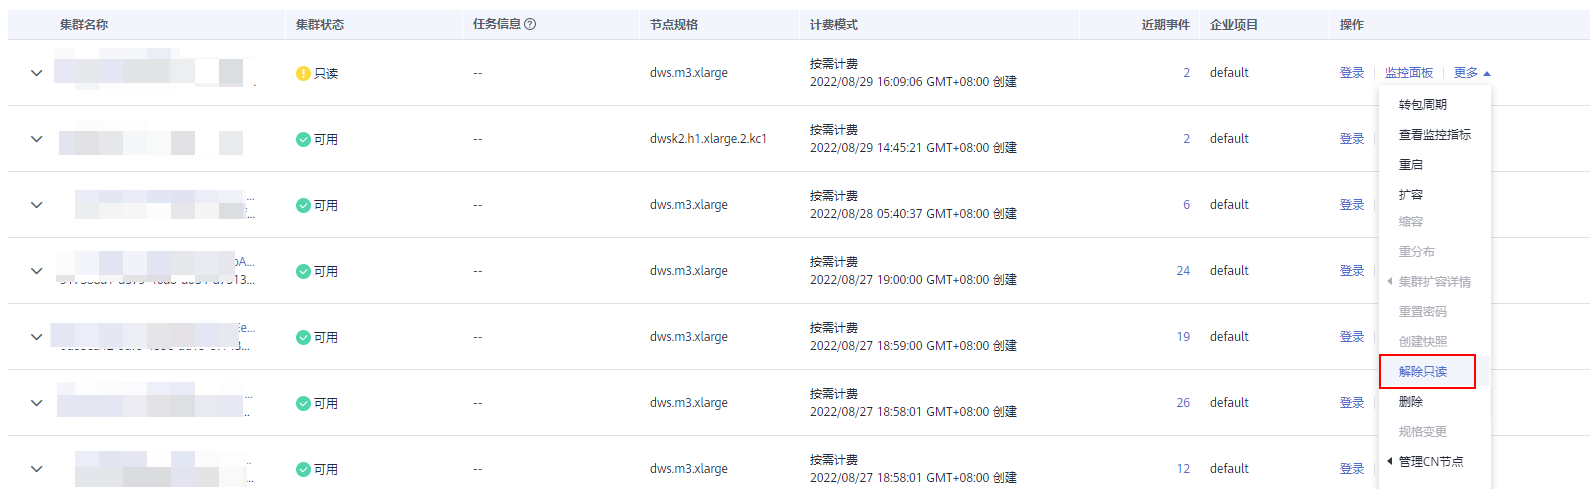 集群名称 集群状态 任务信息 节点规格 计费模式 近期事件 企业项目 操作
只读 -- dws.m3.xlarge 按需计费 2 default 登录 监控面板 更多
2022/08/29 16:09:06 GMT+08:00 创建
可用 -- dwsk2.h1.xlarge.2.kc1 按需计费 2 default 登录
2022/08/29 14:45:21 GMT+08:00 创建
... 可用 -- dws.m3.xlarge 按需计费 6 default 登录
2022/08/28 05:40:37 GMT+08:00 创建
A... 可用 -- dws.m3.xlarge 按需计费 24 default 登录
2022/08/27 19:00:00 GMT+08:00 创建
Ee... 可用 -- dws.m3.xlarge 按需计费 19 default 登录
2022/08/27 18:59:00 GMT+08:00 创建
... 可用 -- dws.m3.xlarge 按需计费 26 default 登录
2022/08/27 18:58:01 GMT+08:00 创建
... 可用 -- dws.m3.xlarge 按需计费 12 default 登录
2022/08/27 18:58:01 GMT+08:00 创建
转包周期
查看监控指标
重启
扩容
缩容
重分布
集群扩容详情
重置密码
创建快照
解除只读
删除
规格变更
管理CN节点